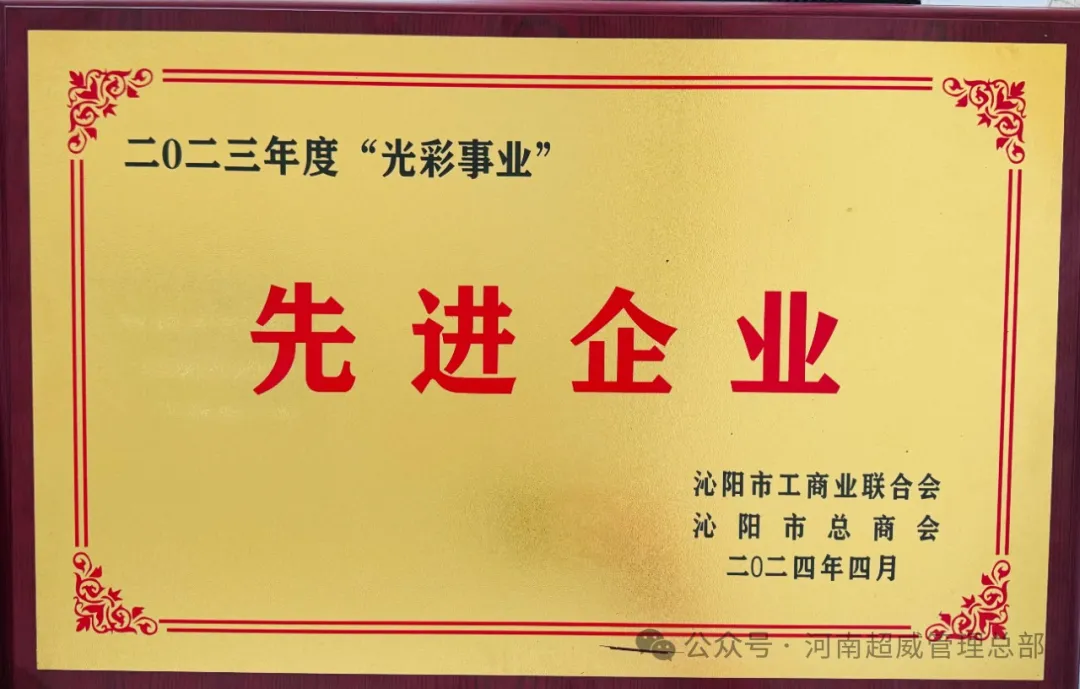 二0二三年度“光彩事业”
先进企业
沁阳市工商业联合会
沁阳市总商会
二0二四年四月
公众号·河南超威管理总部